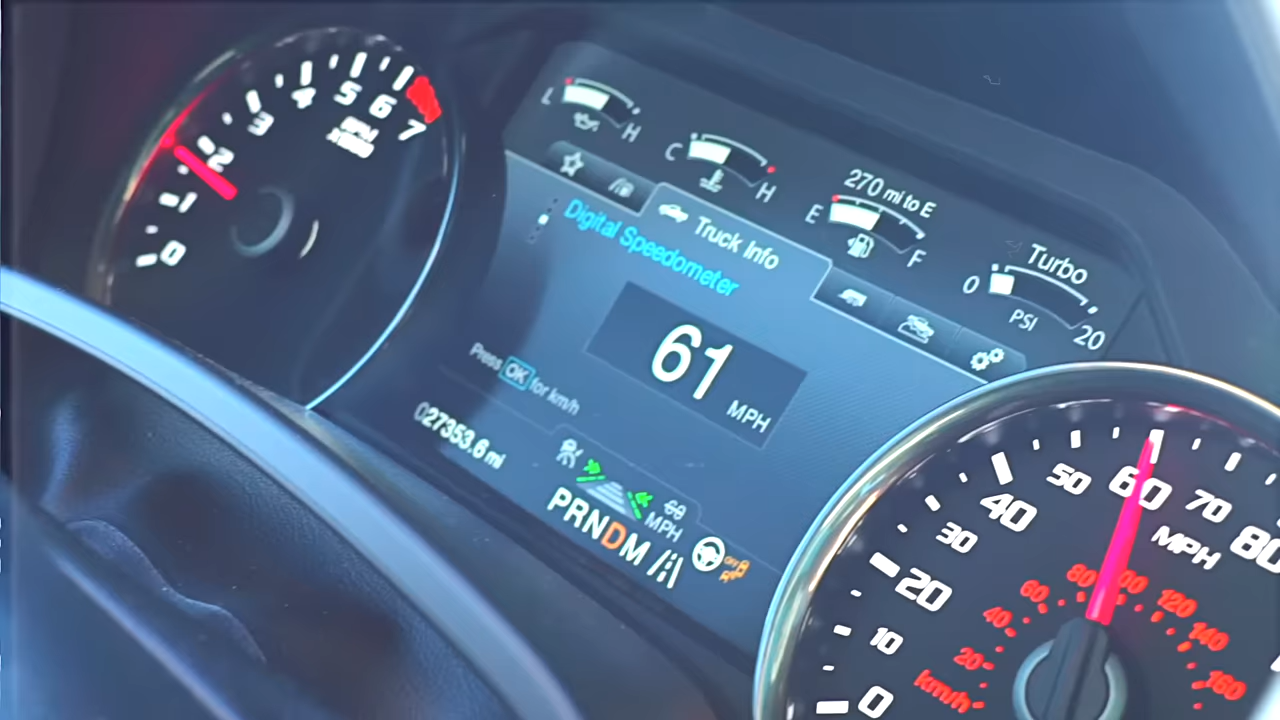 0
1
2
3
4
5
6
7
RPM
x1000
L
H
C
H
270 mi to E
E
F
Turbo
0
PSI
20
Truck Info
Digital Speedometer
61
MPH
Press OK for km/h
027353.6 mi
MPH
PRNDM
OFF
0
10
20
30
40
50
60
70
80
MPH
km/h
20
40
60
80
100
120
140
160